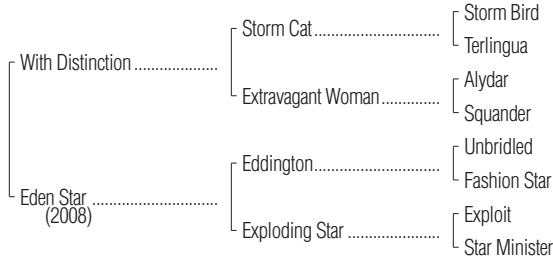 Storm Bird
Storm Cat....................................
Terlingua
With Distinction ....................
Alydar
Extravagant Woman..............
Squander
Unbridled
Eddington....................................
Fashion Star
Eden Star ..............................
(2008)
Exploit
Exploding Star ......................
Star Minister